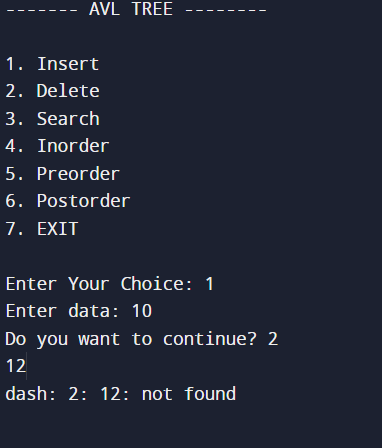 ------- AVL TREE --------
1. Insert
2. Delete
3. Search
4. Inorder
5. Preorder
6. Postorder
7. EXIT
Enter Your Choice: 1
Enter data: 10
Do you want to continue? 2
12
dash: 2: 12: not found